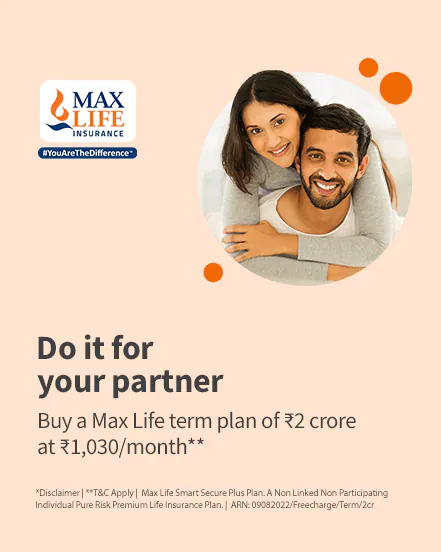 MAX
LIFE
INSURANCE
#YouAreTheDifference™
Do it for
your partner
Buy a Max Life term plan of ₹2 crore
at ₹1,030/month**
*Disclaimer | **T&C Apply | Max Life Smart Secure Plus Plan. A Non Linked Non Participating
Individual Pure Risk Premium Life Insurance Plan. | ARN: 09082022/Freecharge/Term/2cr